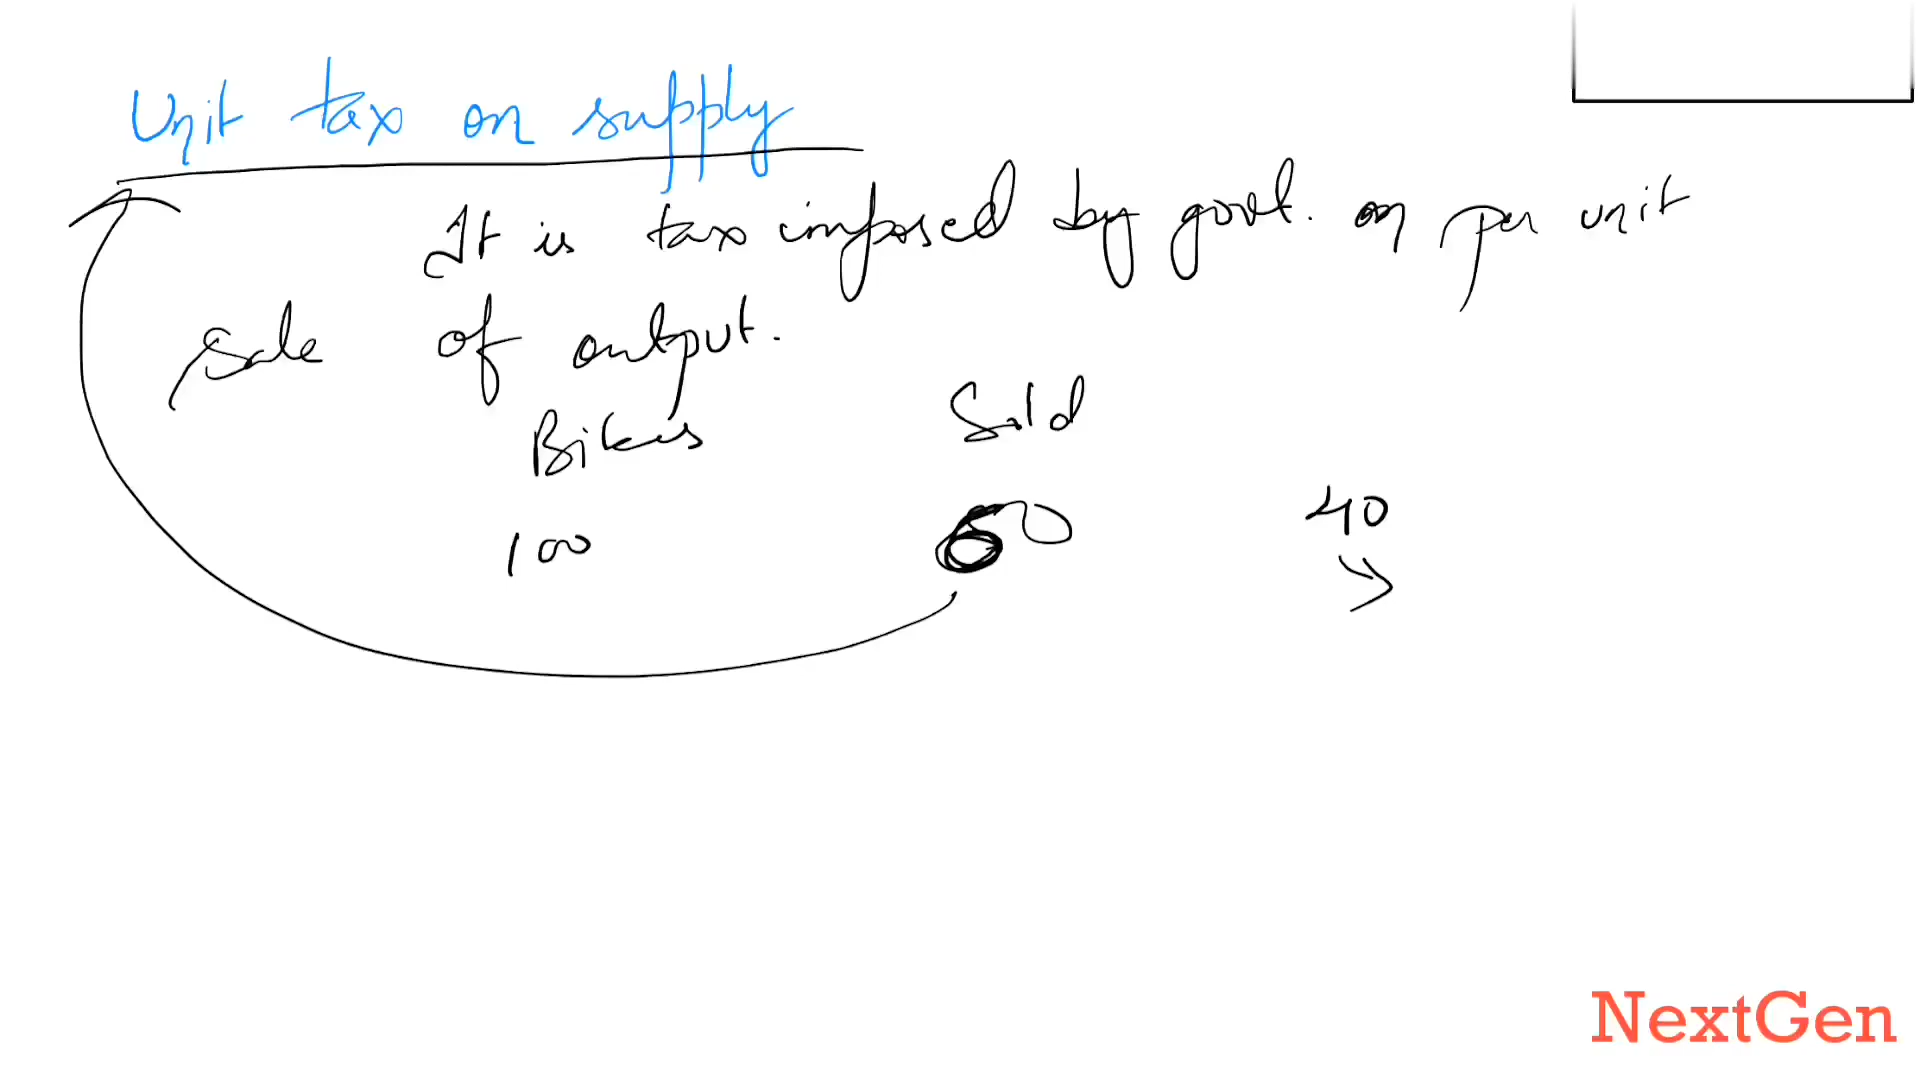 Unit tax on supply
It is tax imposed by govt. on per unit
sale of output.
Bikes Sold
100 60 40
NextGen